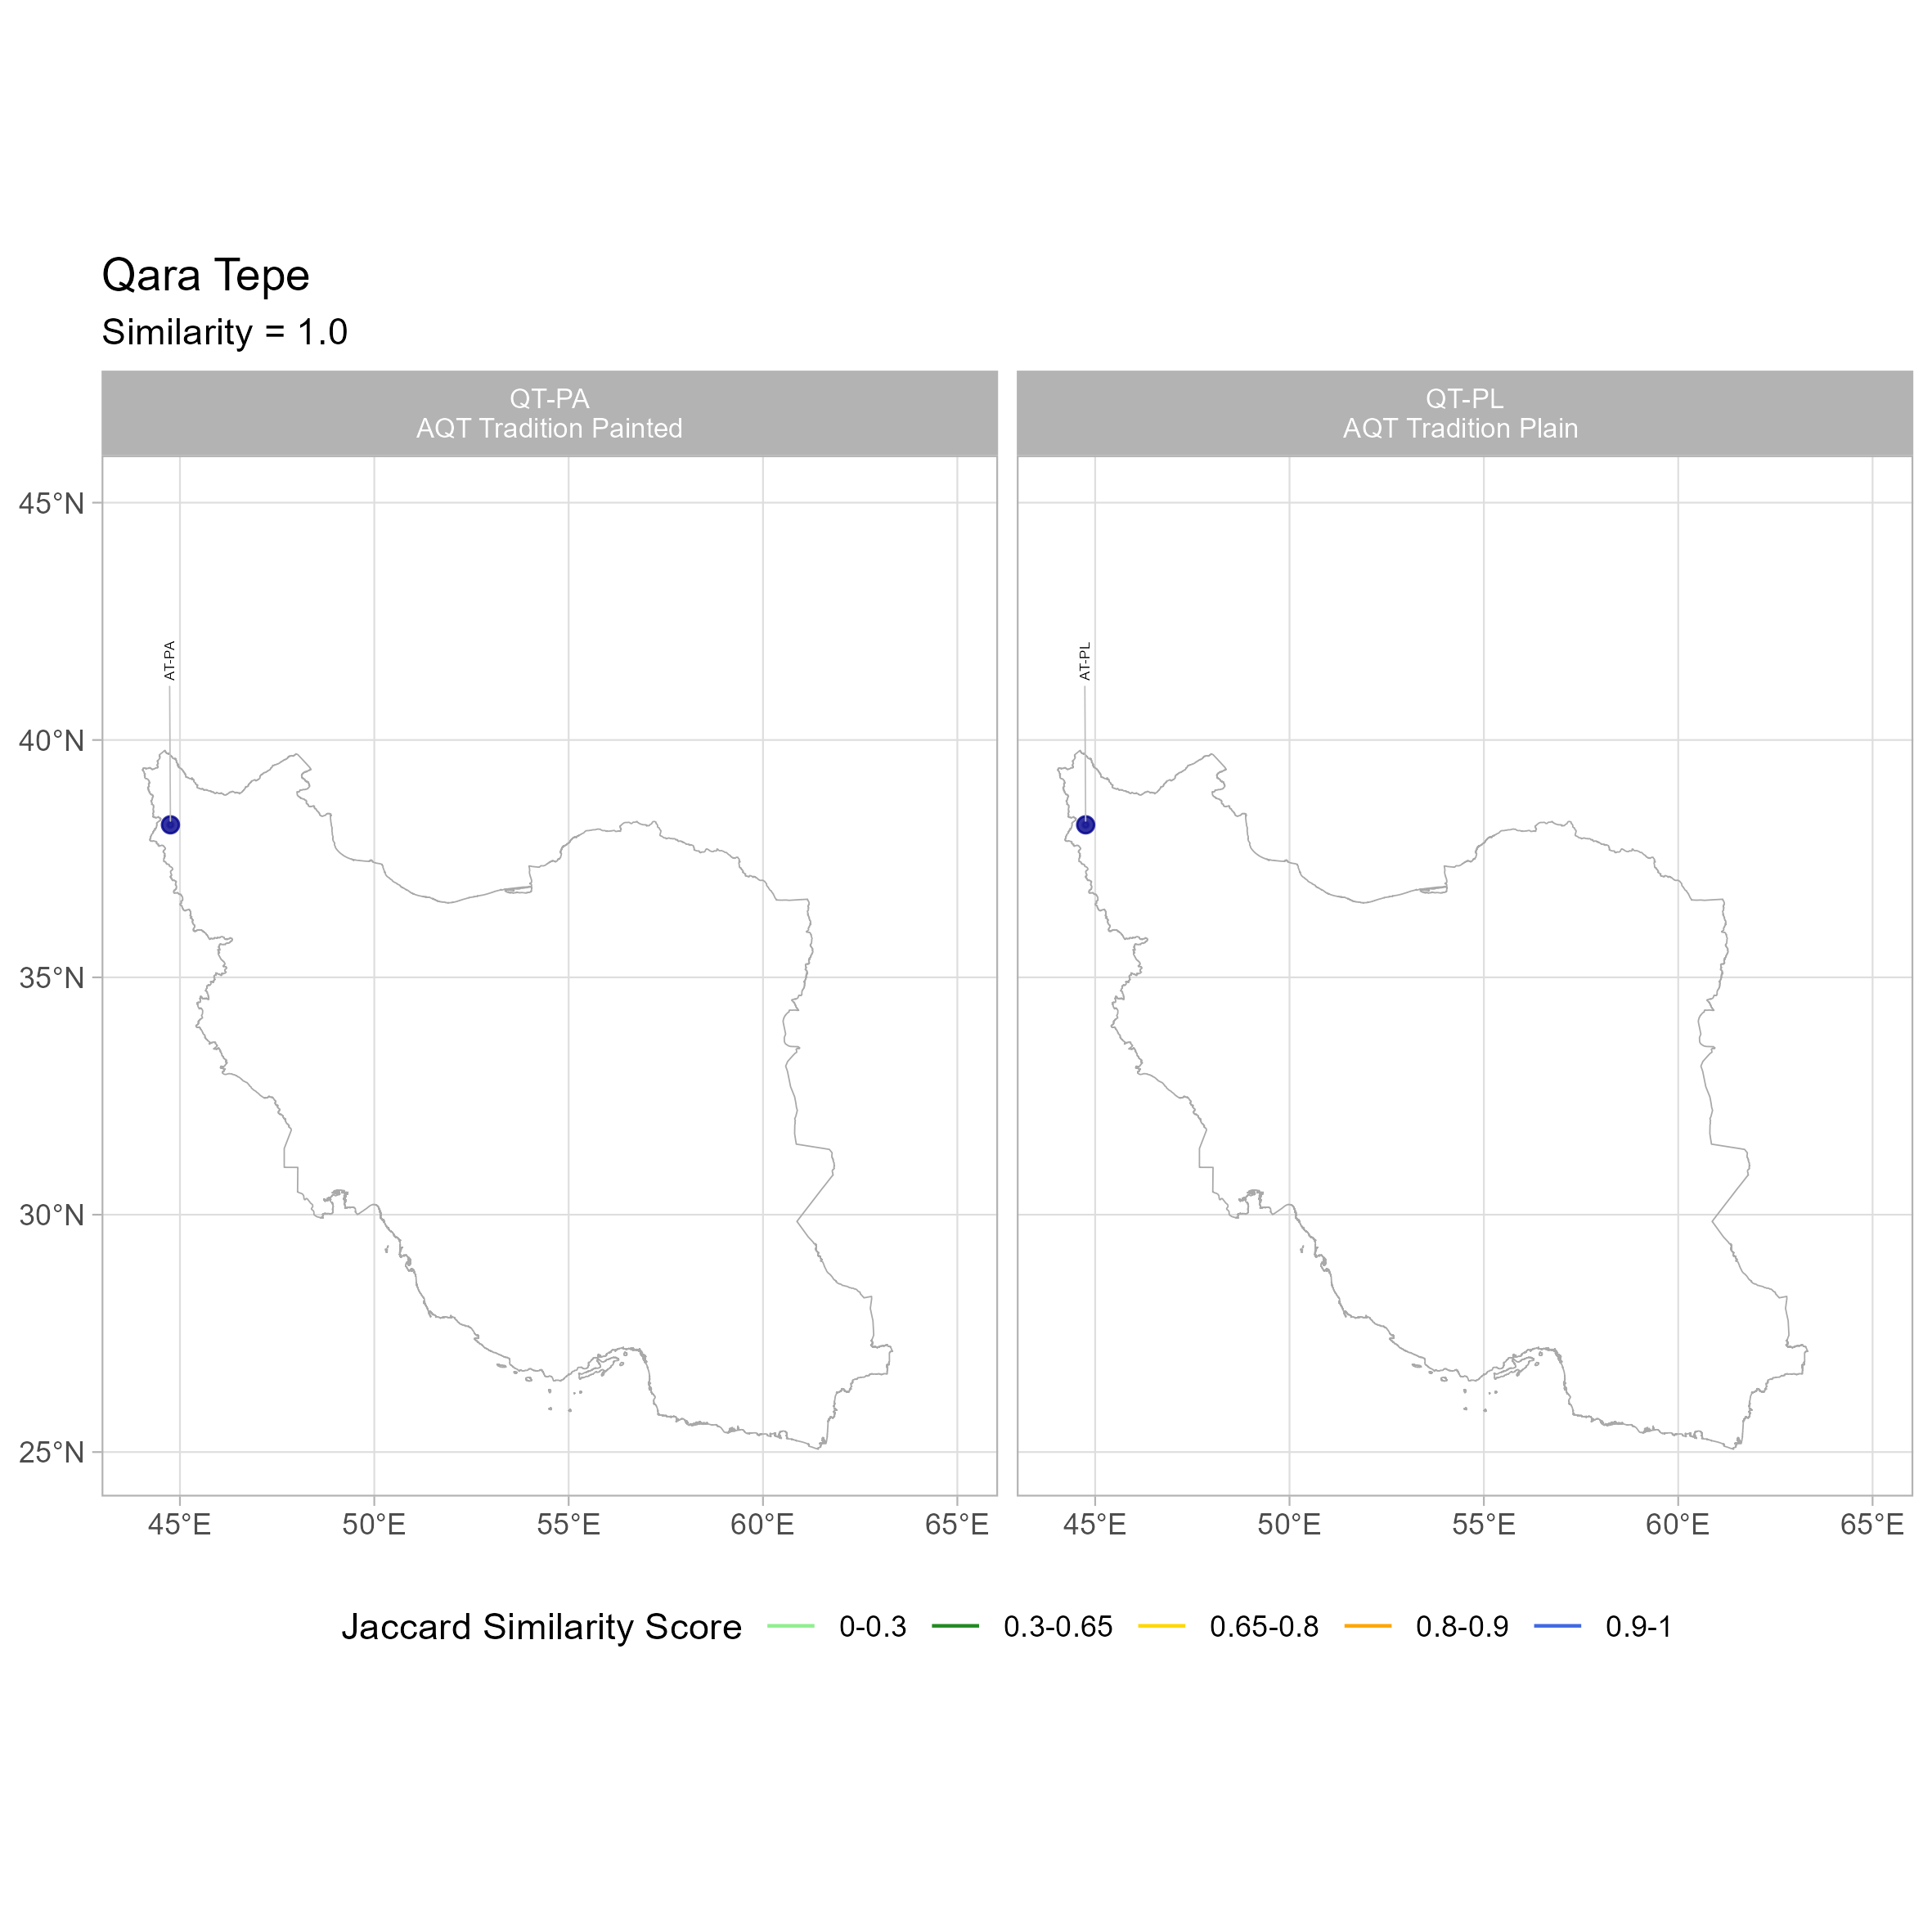 Qara Tepe
Similarity = 1.0
QT-PA
AQT Tradition Painted
QT-PL
AQT Tradition Plain
45°N
40°N
35°N
30°N
25°N
AT-PA
AT-PL
45°E 50°E 55°E 60°E 65°E
45°E 50°E 55°E 60°E 65°E
Jaccard Similarity Score 0-0.3 0.3-0.65 0.65-0.8 0.8-0.9 0.9-1